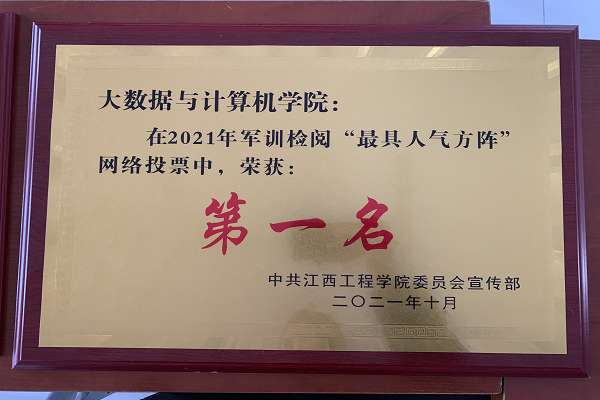 大数据与计算机学院：
在2021年军训检阅“最具人气方阵”
网络投票中，荣获：
第一名
中共江西工程学院委员会宣传部
二〇二一年十月